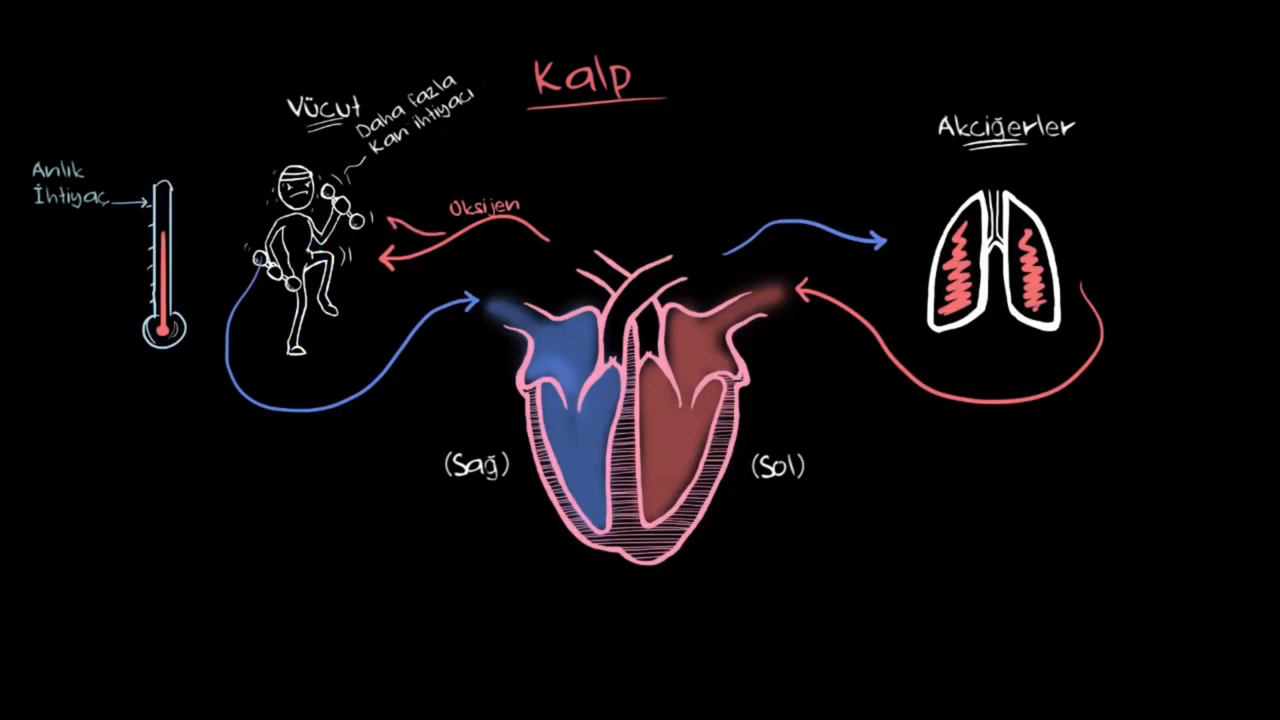 Kalp
Vücut
Daha fazla
kan ihtiyacı
Akciğerler
Anlık
İhtiyaç
Oksijen
(Sağ)
(Sol)